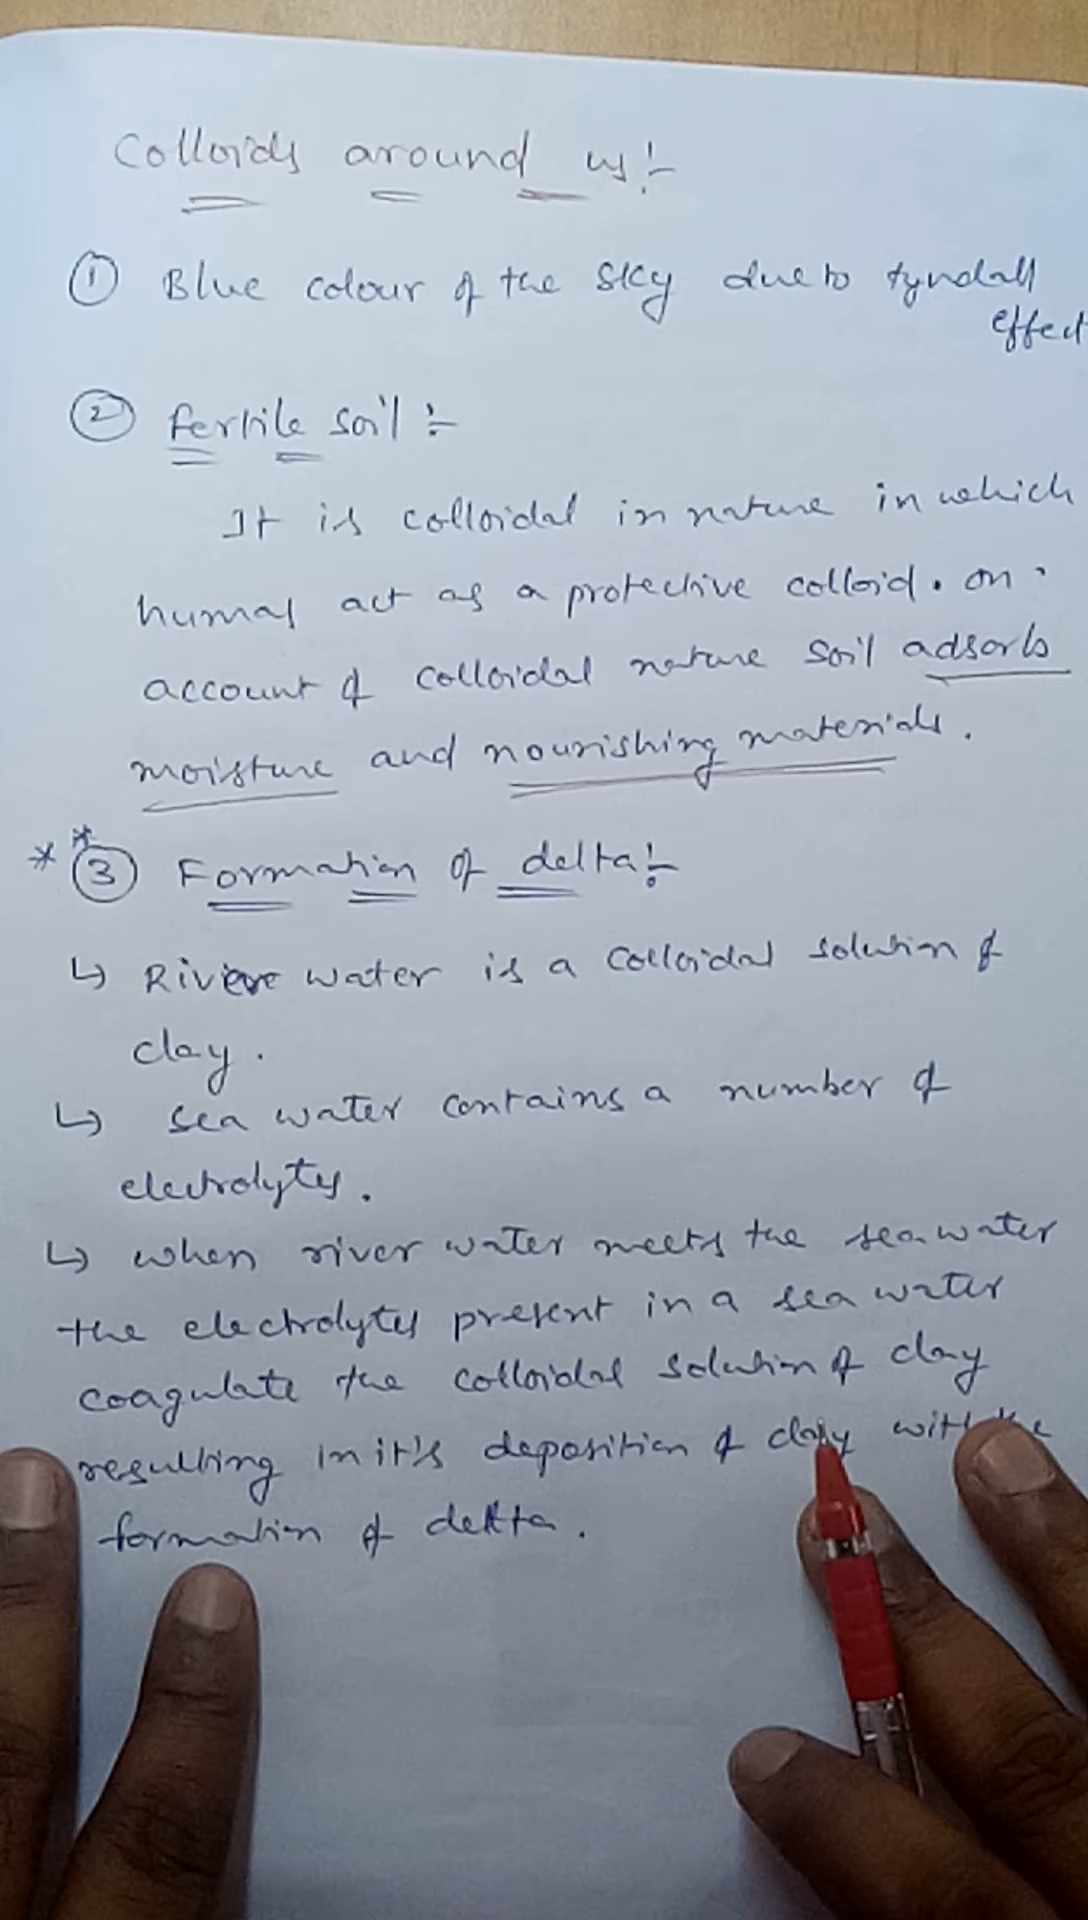 Colloids around us :-
① Blue colour of the sky due to tyndall
effect
② fertile soil :-
It is colloidal in nature in which
humas act as a protective colloid. on
account of colloidal nature soil adsorb
moisture and nourishing materials.
** ③ Formation of delta :-
↳ River water is a colloidal solution of
clay.
↳ sea water contains a number of
electrolytes.
↳ when river water meets the sea water
the electrolytes present in a sea water
coagulate the colloidal solution of clay
resulting in it's deposition of clay with the
formation of delta.